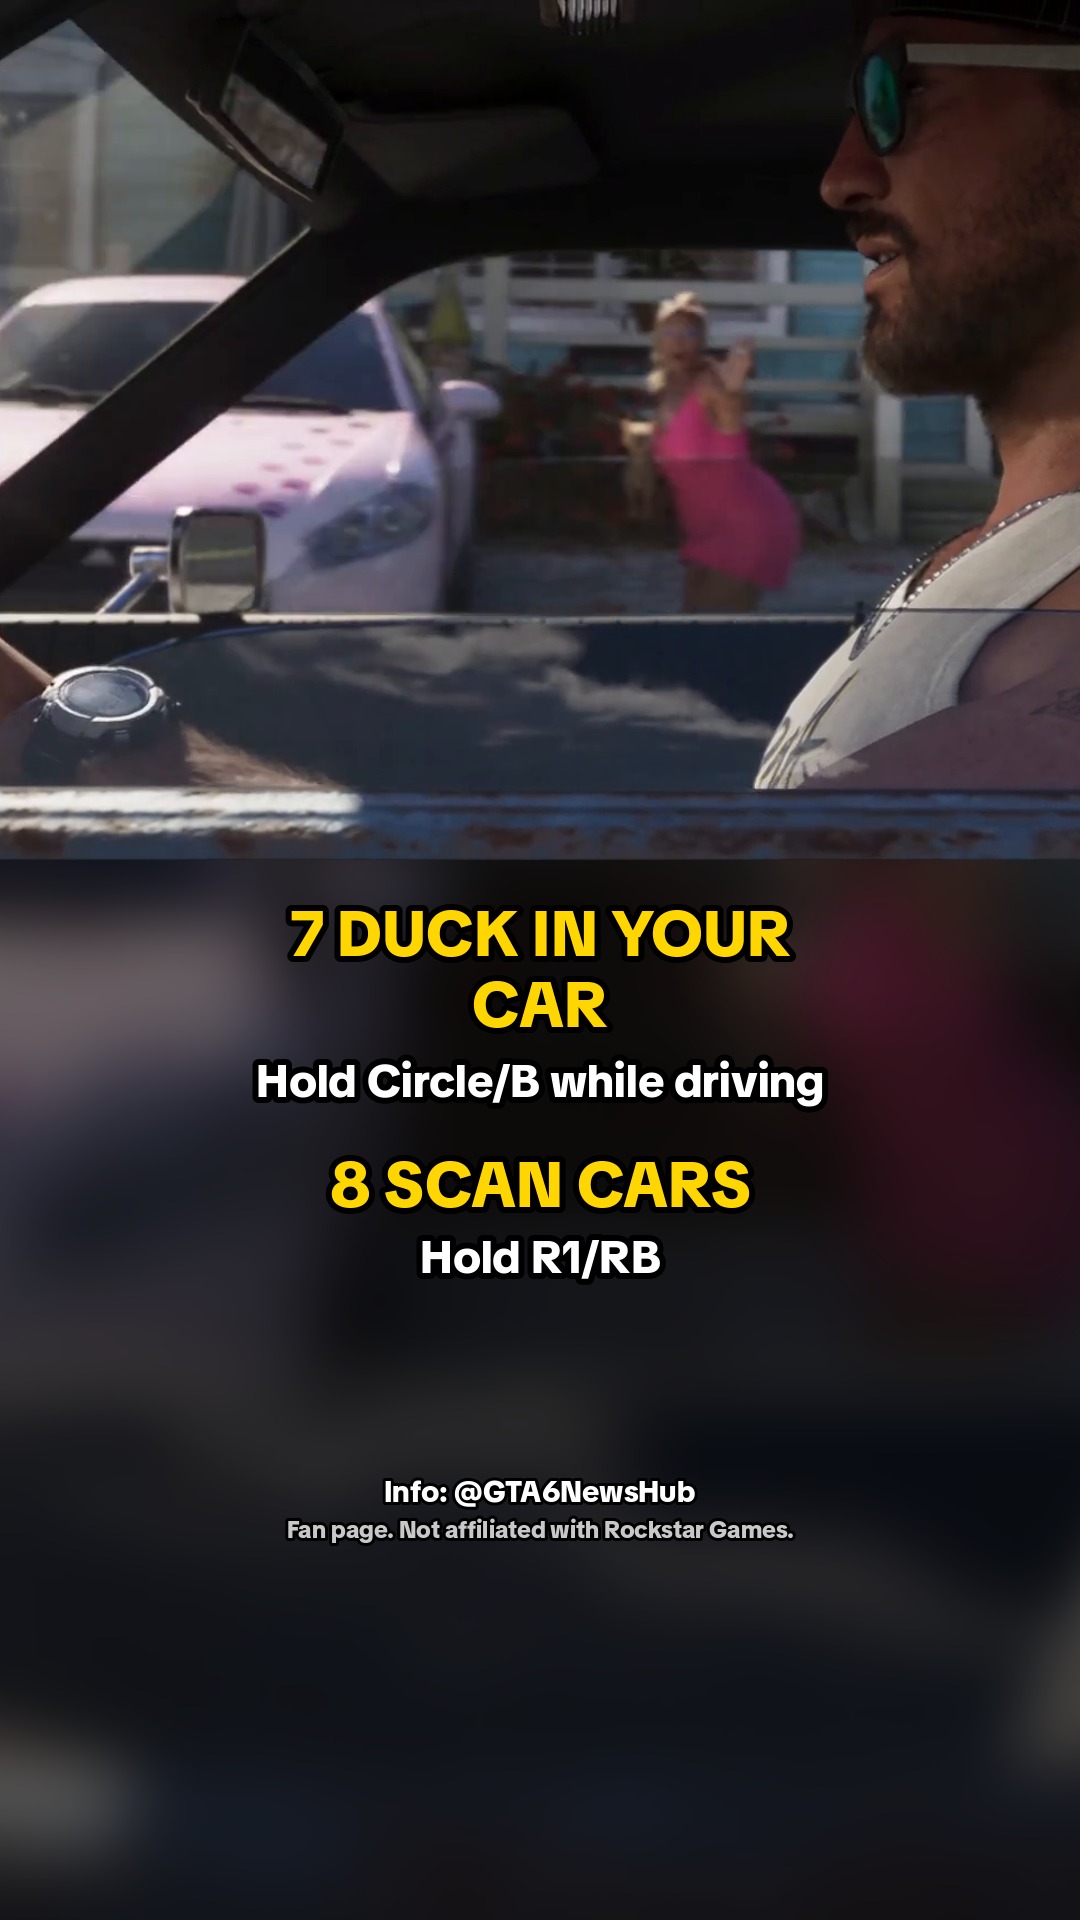 7 DUCK IN YOUR
CAR
Hold Circle/B while driving
8 SCAN CARS
Hold R1/RB
Info: @GTA6NewsHub
Fan page. Not affiliated with Rockstar Games.